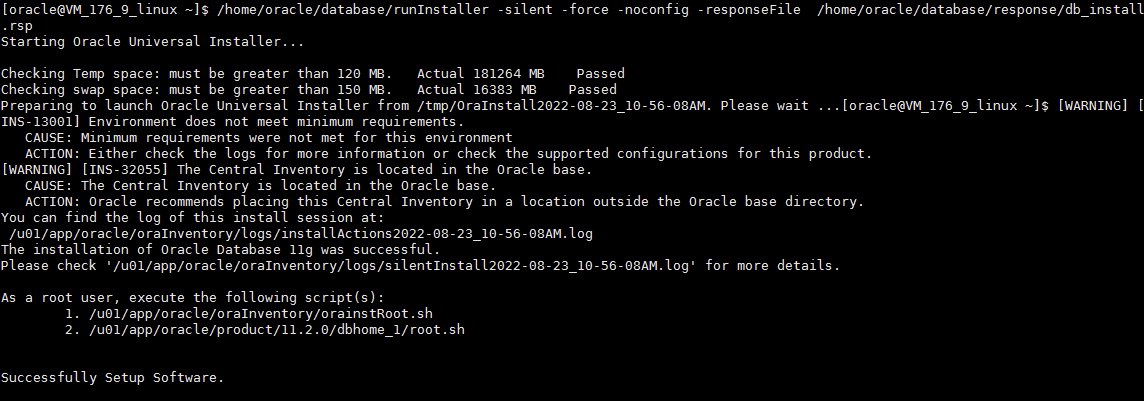 [oracle@VM_176_9_linux ~]$ /home/oracle/database/runInstaller -silent -force -noconfig -responseFile  /home/oracle/database/response/db_install
.rsp
Starting Oracle Universal Installer...

Checking Temp space: must be greater than 120 MB.   Actual 181264 MB    Passed
Checking swap space: must be greater than 150 MB.   Actual 16383 MB    Passed
Preparing to launch Oracle Universal Installer from /tmp/OraInstall2022-08-23_10-56-08AM. Please wait ...[oracle@VM_176_9_linux ~]$ [WARNING] [
INS-13001] Environment does not meet minimum requirements.
   CAUSE: Minimum requirements were not met for this environment
   ACTION: Either check the logs for more information or check the supported configurations for this product.
[WARNING] [INS-32055] The Central Inventory is located in the Oracle base.
   CAUSE: The Central Inventory is located in the Oracle base.
   ACTION: Oracle recommends placing this Central Inventory in a location outside the Oracle base directory.
You can find the log of this install session at:
 /u01/app/oracle/oraInventory/logs/installActions2022-08-23_10-56-08AM.log
The installation of Oracle Database 11g was successful.
Please check '/u01/app/oracle/oraInventory/logs/silentInstall2022-08-23_10-56-08AM.log' for more details.

As a root user, execute the following script(s):
        1. /u01/app/oracle/oraInventory/orainstRoot.sh
        2. /u01/app/oracle/product/11.2.0/dbhome_1/root.sh


Successfully Setup Software.